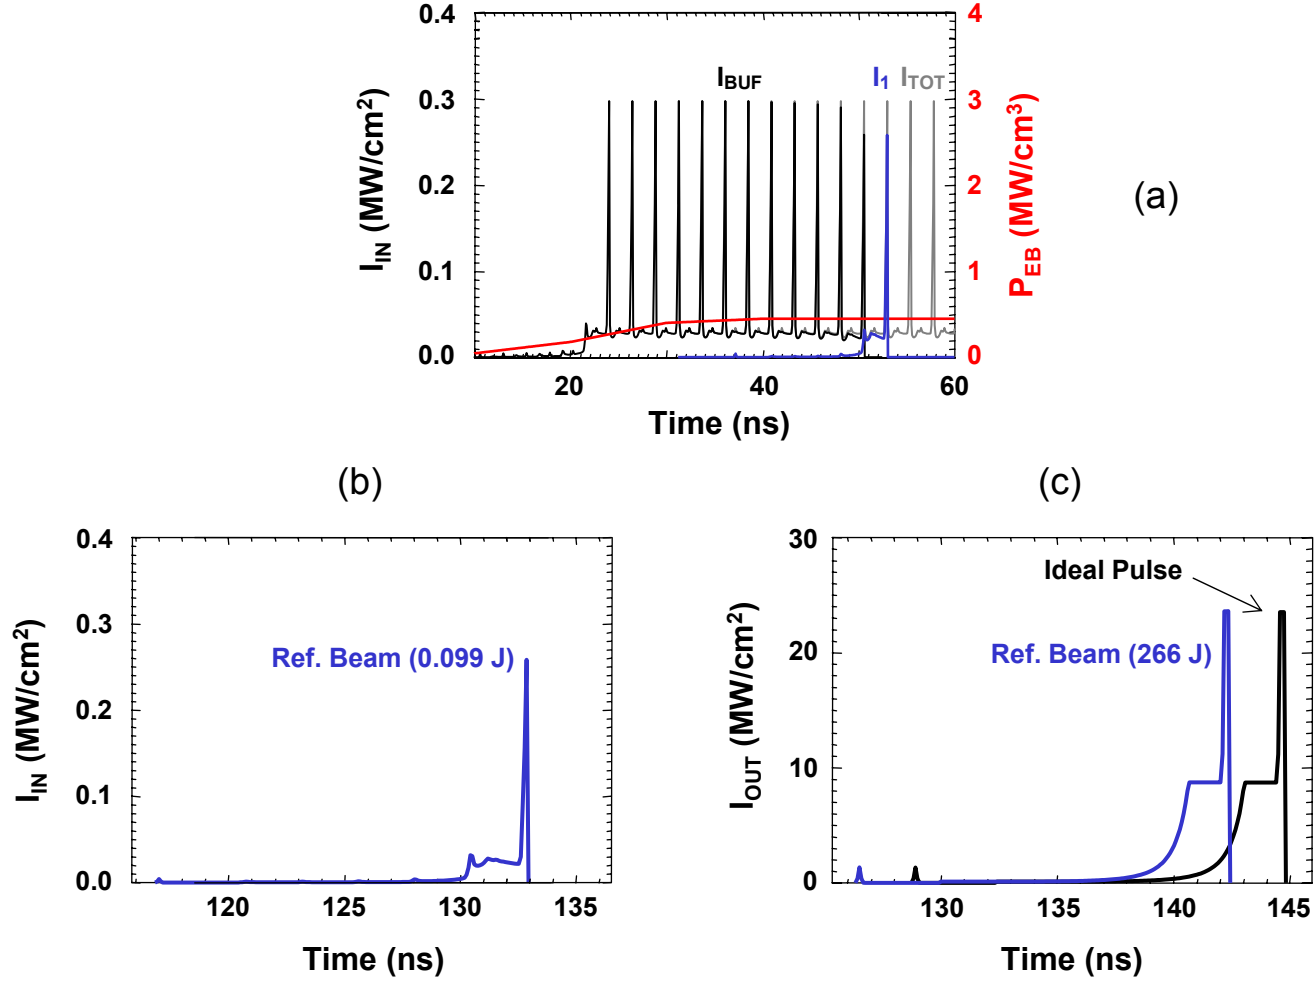 0.4
4
I_BUF
I_1
I_TOT
0.3
3
I_IN (MW/cm²)
0.2
2
P_EB (MW/cm³)
(a)
0.1
1
0.0
0
20
40
60
Time (ns)
(b)
(c)
0.4
0.3
0.2
0.1
0.0
I_IN (MW/cm²)
Ref. Beam (0.099 J)
120
125
130
135
Time (ns)
30
20
10
0
I_OUT (MW/cm²)
Ideal Pulse
Ref. Beam (266 J)
130
135
140
145
Time (ns)